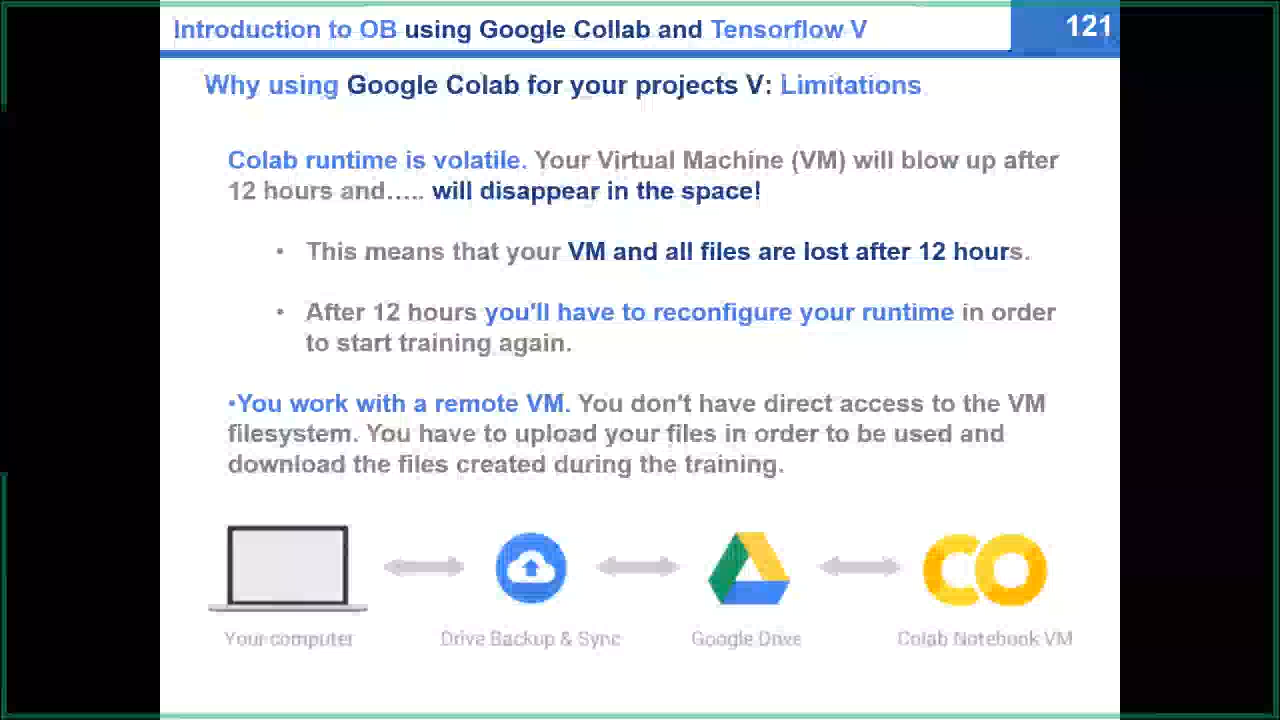 Introduction to OB using Google Collab and Tensorflow V
121
Why using Google Colab for your projects V: Limitations
Colab runtime is volatile. Your Virtual Machine (VM) will blow up after
12 hours and..... will disappear in the space!
• This means that your VM and all files are lost after 12 hours.
• After 12 hours you'll have to reconfigure your runtime in order
to start training again.
•You work with a remote VM. You don't have direct access to the VM
filesystem. You have to upload your files in order to be used and
download the files created during the training.
CO
Your computer
Drive Backup & Sync
Google Drive
Colab Notebook VM